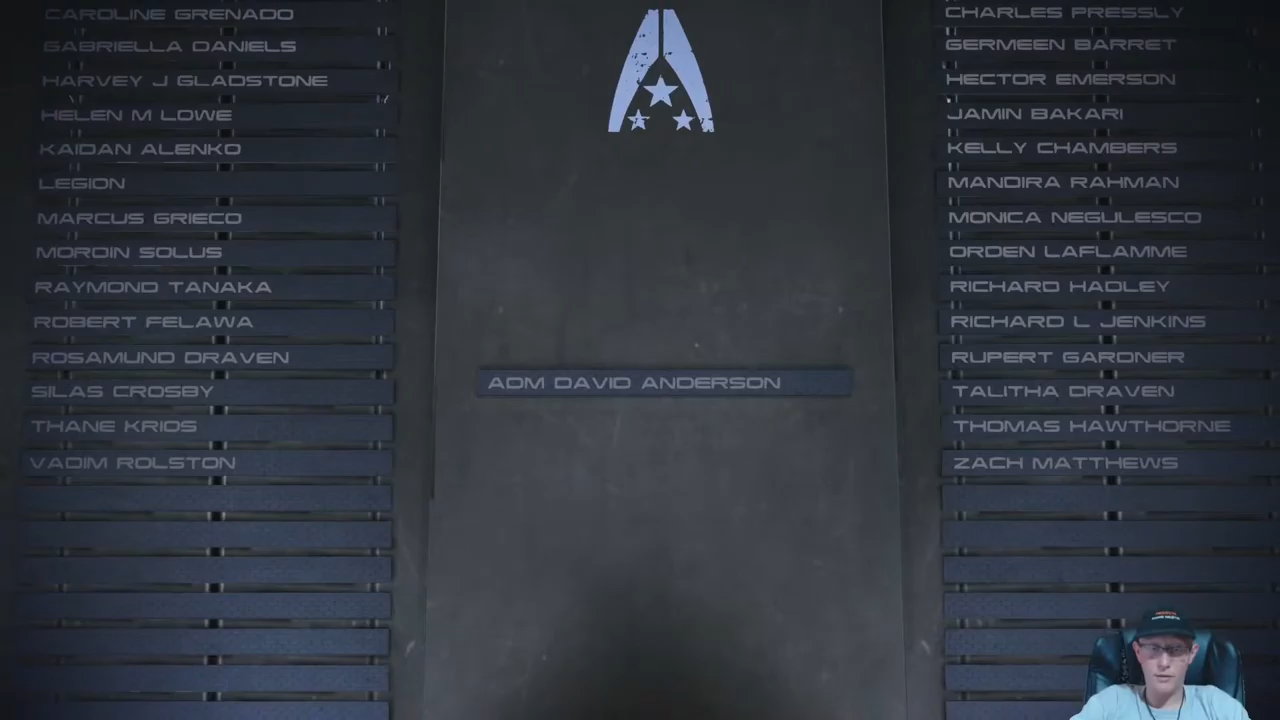 CAROLINE GRENADO
GABRIELLA DANIELS
HARVEY J GLADSTONE
HELEN M LOWE
KAIDAN ALENKO
LEGION
MARCUS GRIECO
MORDIN SOLUS
RAYMOND TANAKA
ROBERT FELAWA
ROSAMUND DRAVEN
SILAS CROSBY
THANE KRIOS
VADIM ROLSTON
ADM DAVID ANDERSON
CHARLES PRESSLY
GERMEEN BARRET
HECTOR EMERSON
JAMIN BAKARI
KELLY CHAMBERS
MANDIRA RAHMAN
MONICA NEGULESCO
ORDEN LAFLAMME
RICHARD HADLEY
RICHARD L JENKINS
RUPERT GARDNER
TALITHA DRAVEN
THOMAS HAWTHORNE
ZACH MATTHEWS